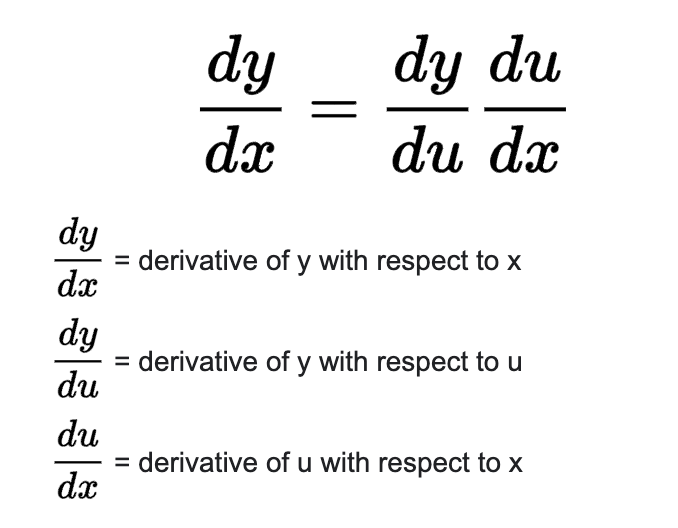 dy/dx = dy/du du/dx
dy/dx = derivative of y with respect to x
dy/du = derivative of y with respect to u
du/dx = derivative of u with respect to x